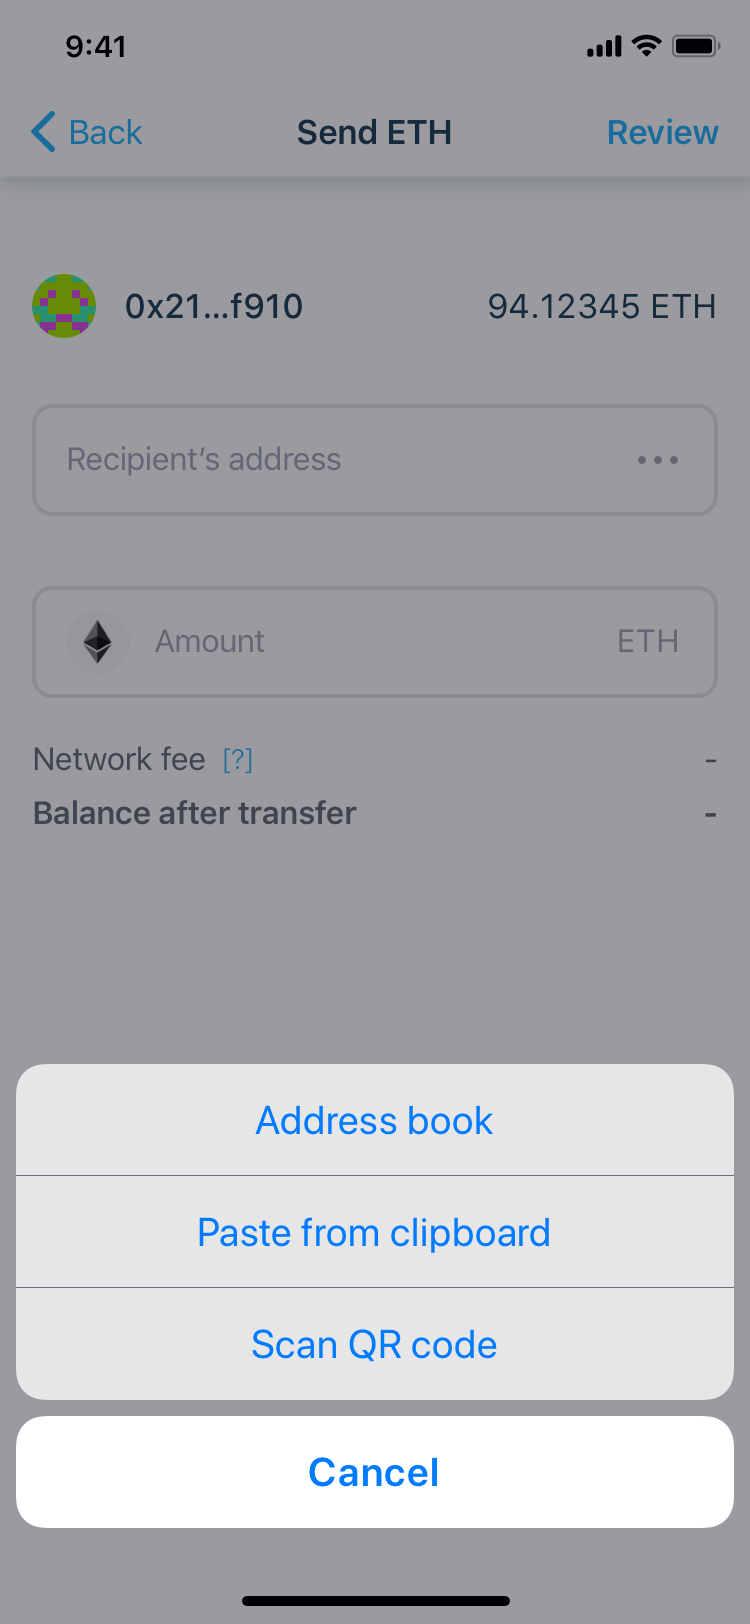 9:41
Back Send ETH Review
0x21...f910 94.12345 ETH
Recipient’s address
Amount ETH
Network fee [?] -
Balance after transfer -
Address book
Paste from clipboard
Scan QR code
Cancel